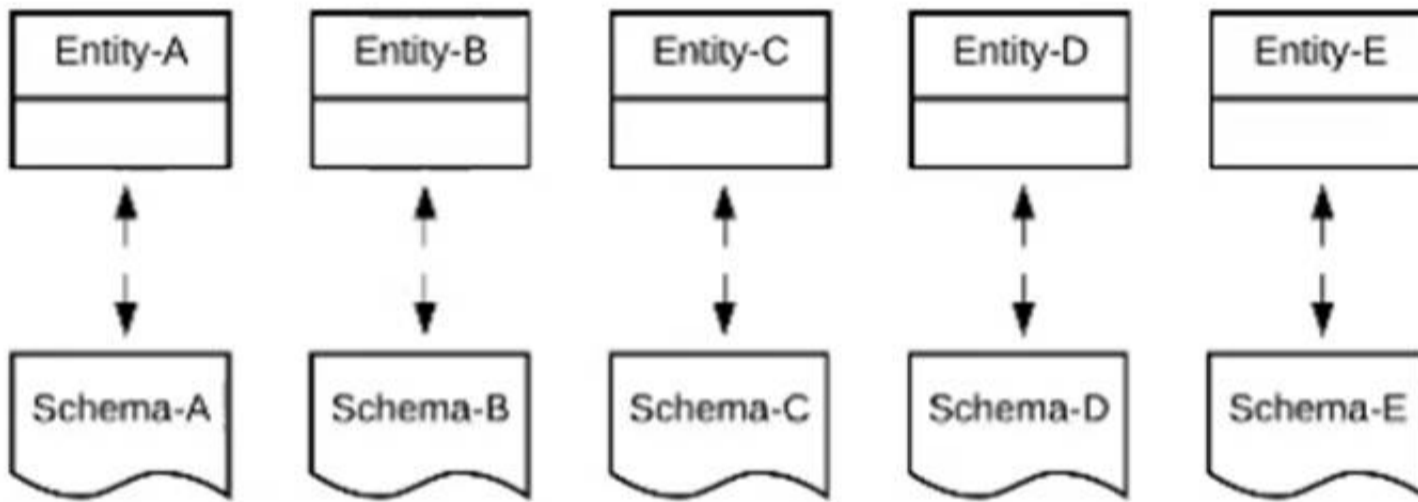 Entity-A
Entity-B
Entity-C
Entity-D
Entity-E
Schema-A
Schema-B
Schema-C
Schema-D
Schema-E